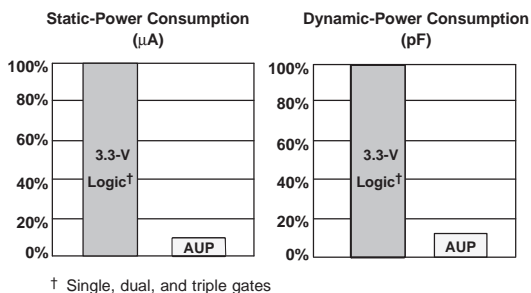 Static-Power Consumption
(μA)
100%
80%
60%
40%
20%
0%
3.3-V
Logic†
AUP
Dynamic-Power Consumption
(pF)
100%
80%
60%
40%
20%
0%
3.3-V
Logic†
AUP
† Single, dual, and triple gates